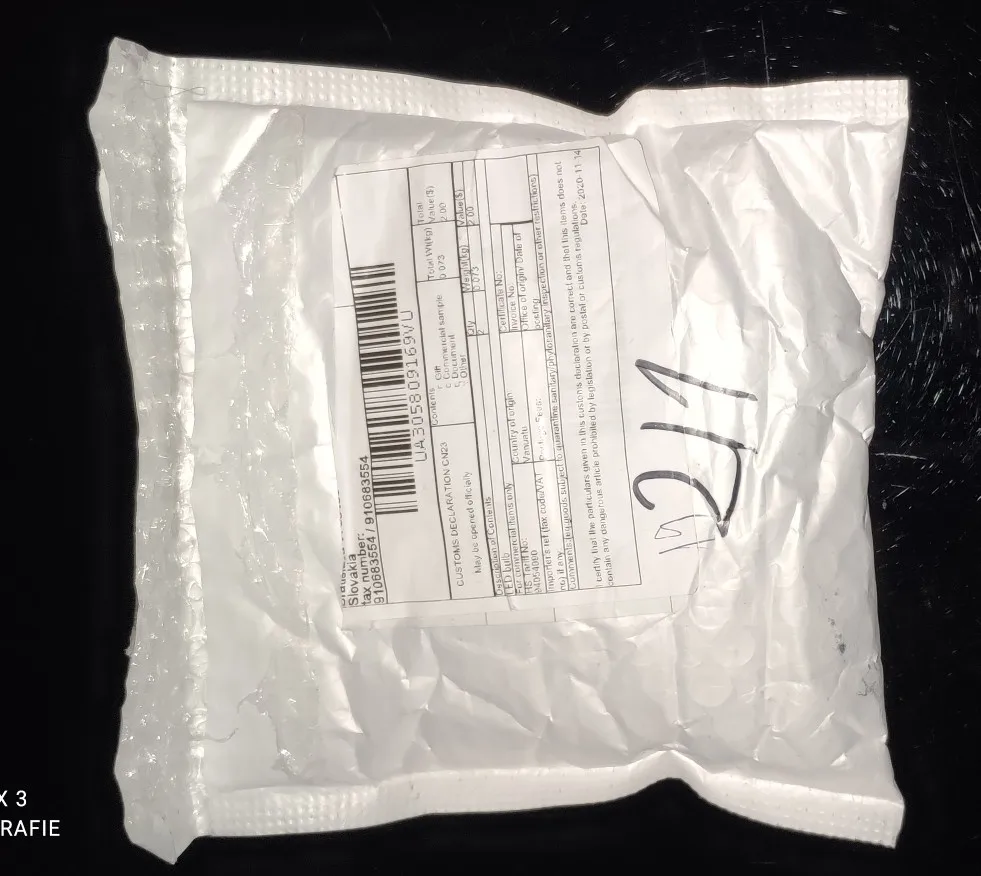 Slovakia
tax number:
910683554 / 910683554
UA305809169VU
CUSTOMS DECLARATION CN23
May be opened officially
Contents:
Gift
Commercial sample
Document
Other
Total Wt(kg)
0.073
Total Value($)
2.00
Description of Contents
Qty
Weight(kg)
Value($)
LED bulb
2
0.073
2.00
For commercial items only
Country of origin
Certificate No:
HS Tariff No:
Vanuatu
Invoice No:
94054090
Office of origin/ Date of
posting
Importer's ref (tax code/VAT
no) if any
Comments (eg goods subject to quarantine sanitary/phytosanitary inspection or other restrictions)
certify that the particulars given in this customs declaration are correct and that this items does not
contain any dangerous article prohibited by legislation or by postal or customs regulations.
Date: 2020-11-14
X 3
RAFIE